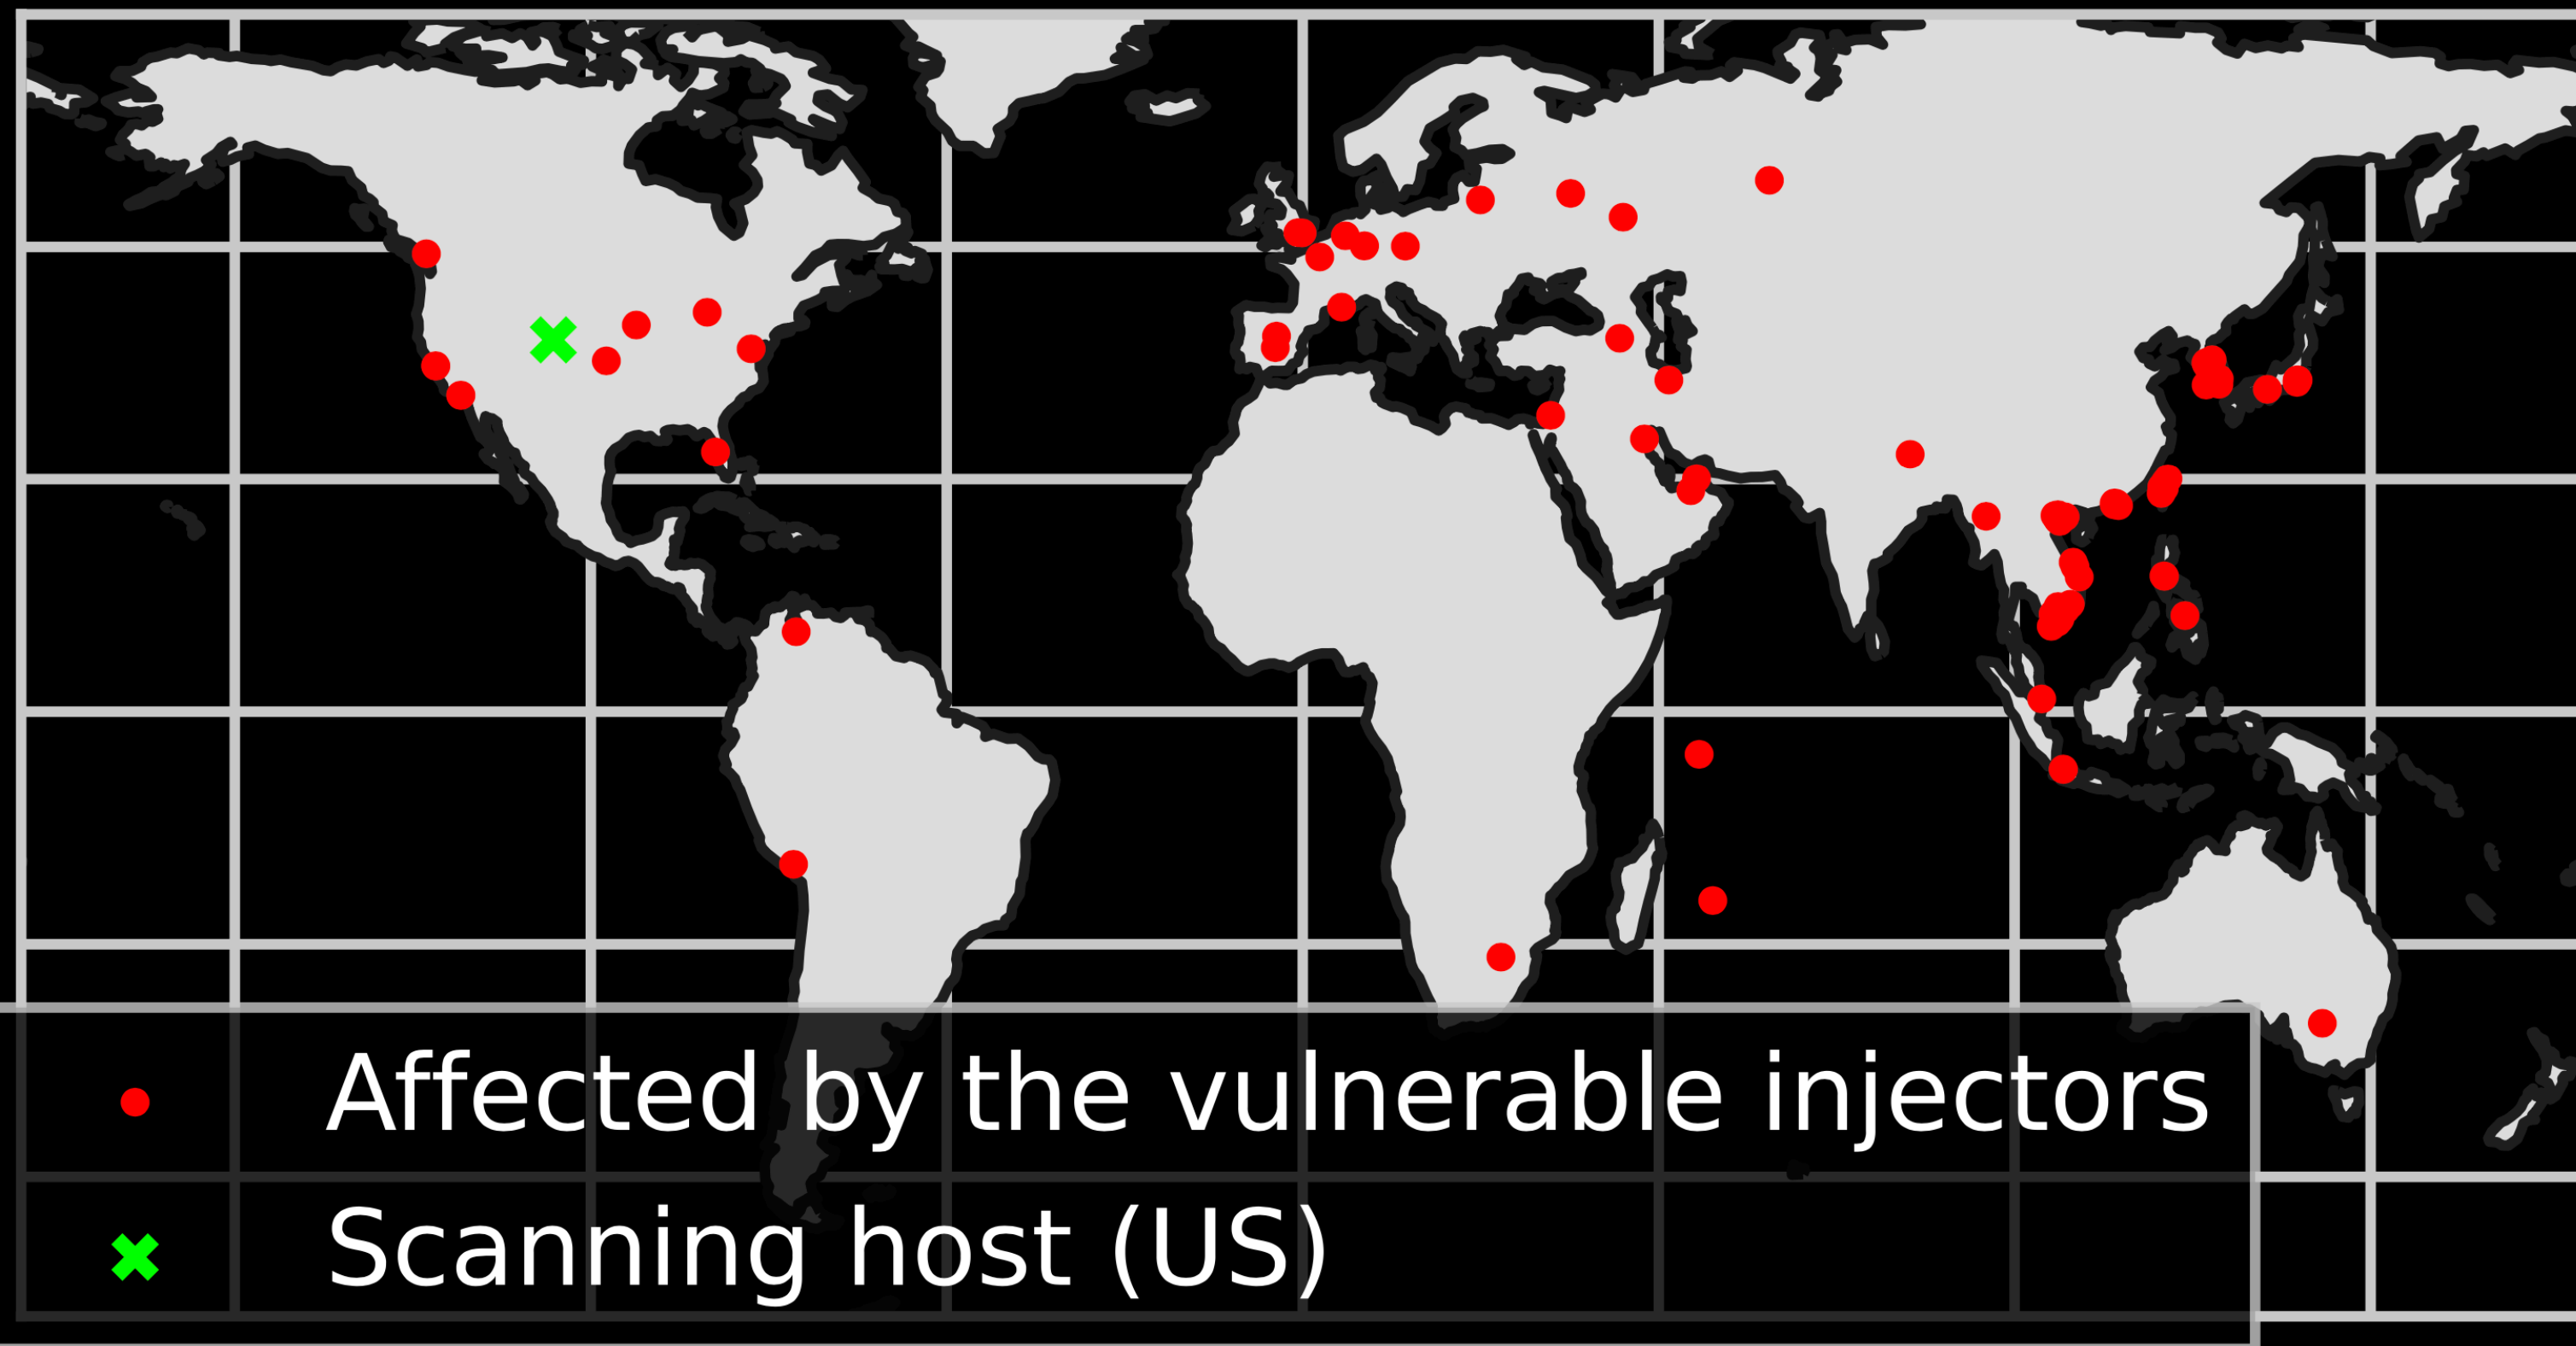 Affected by the vulnerable injectors
Scanning host (US)